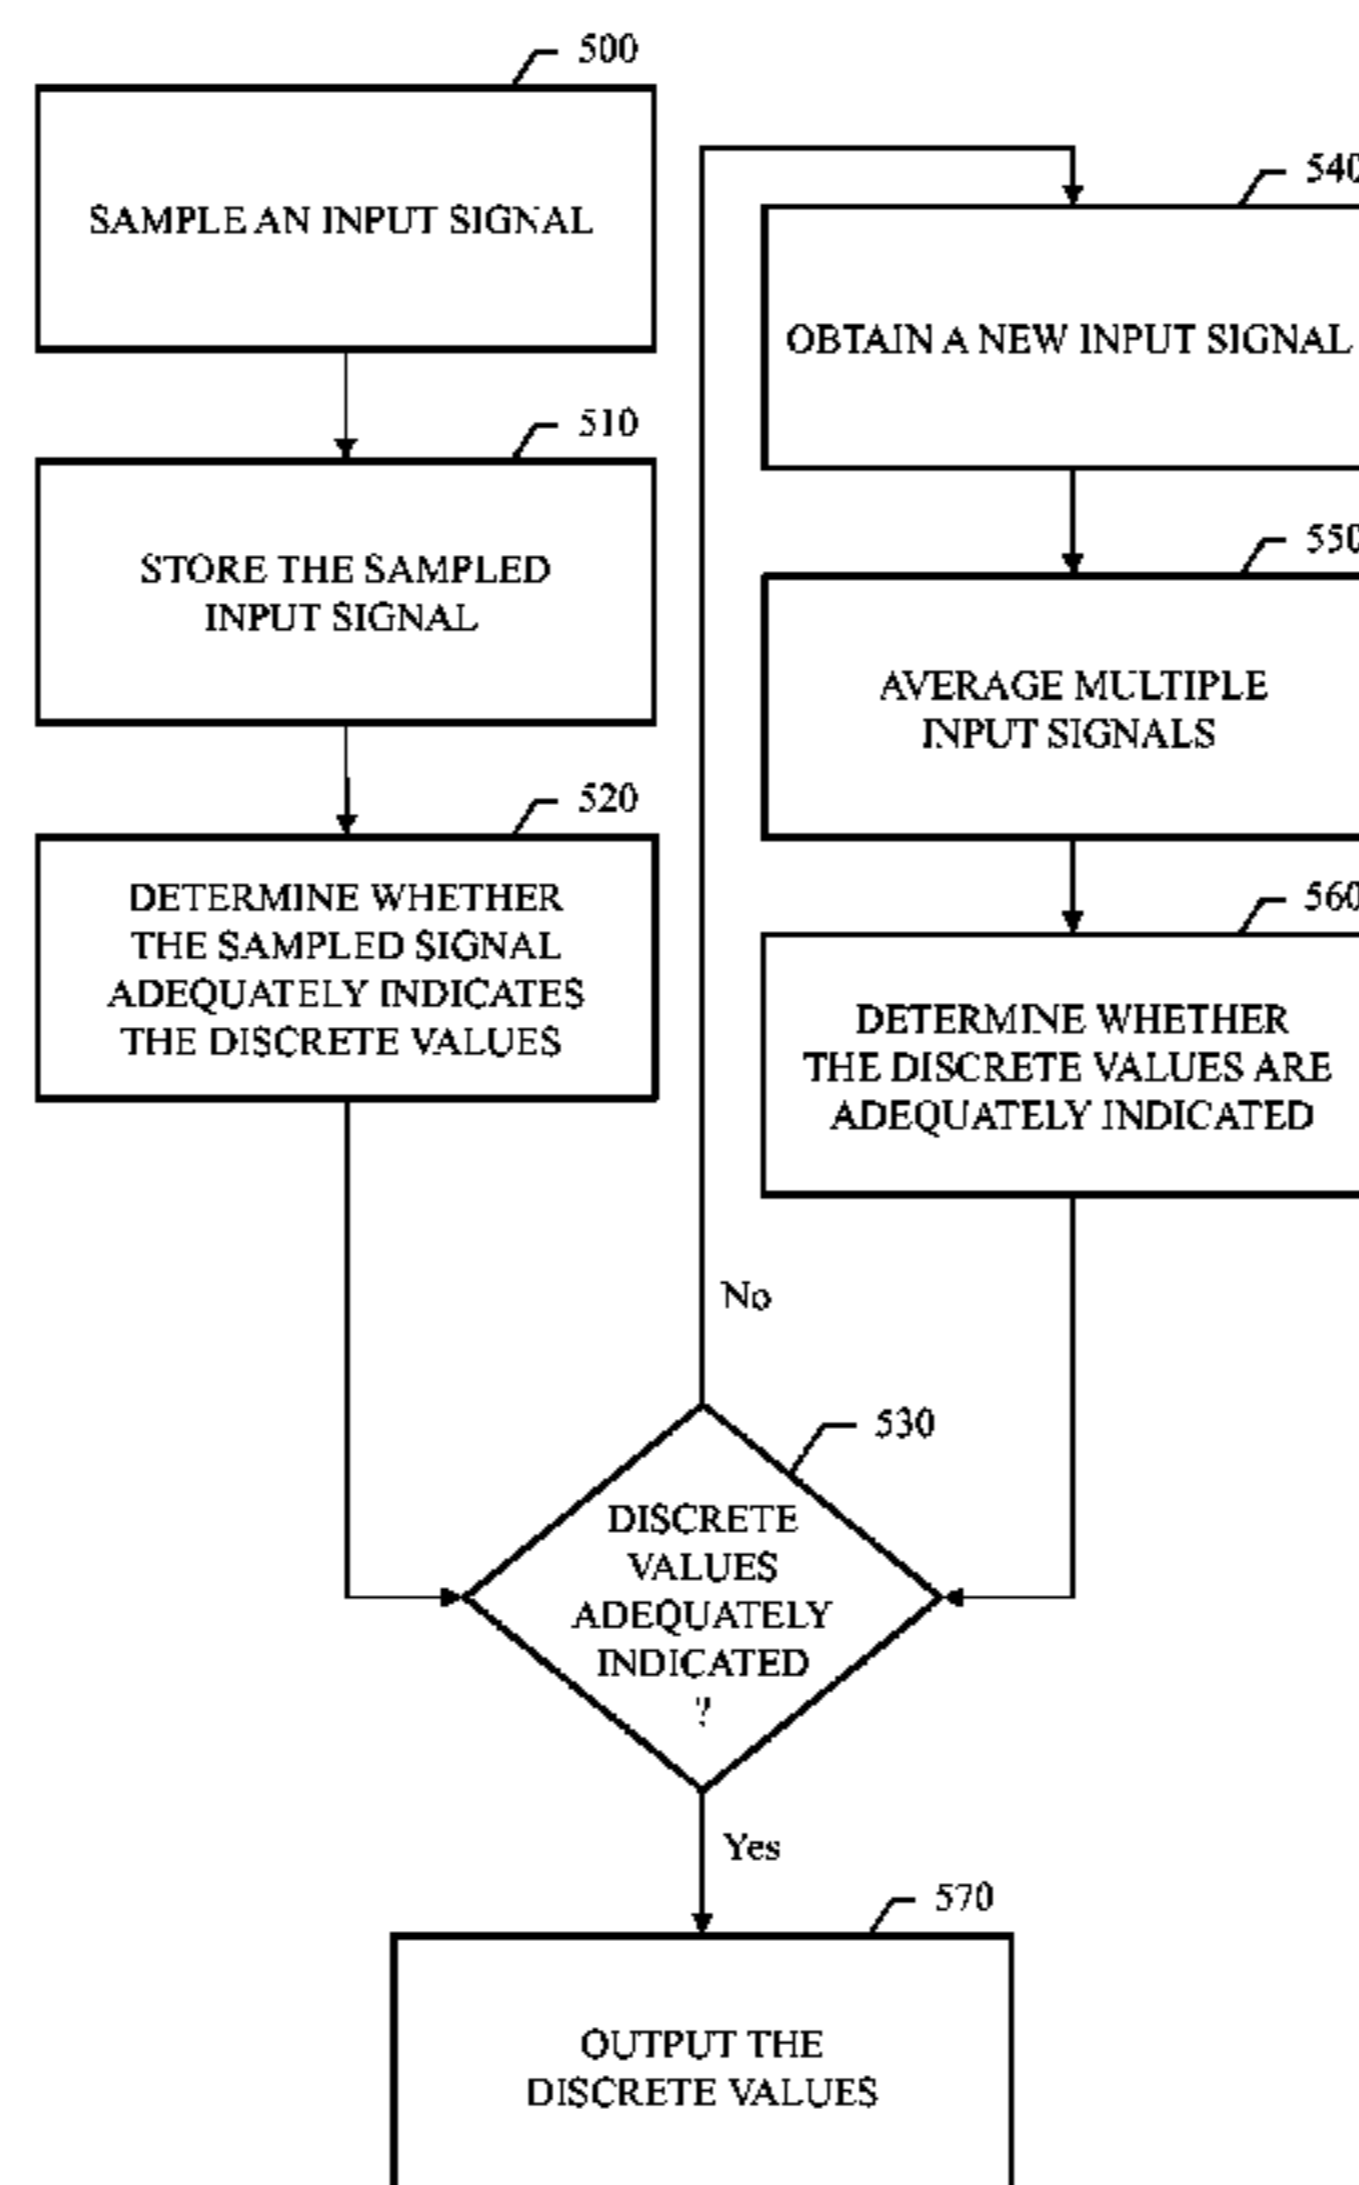 500
SAMPLE AN INPUT SIGNAL
510
STORE THE SAMPLED
INPUT SIGNAL
520
DETERMINE WHETHER
THE SAMPLED SIGNAL
ADEQUATELY INDICATES
THE DISCRETE VALUES
540
OBTAIN A NEW INPUT SIGNAL
550
AVERAGE MULTIPLE
INPUT SIGNALS
560
DETERMINE WHETHER
THE DISCRETE VALUES ARE
ADEQUATELY INDICATED
No
530
DISCRETE
VALUES
ADEQUATELY
INDICATED
?
Yes
570
OUTPUT THE
DISCRETE VALUES